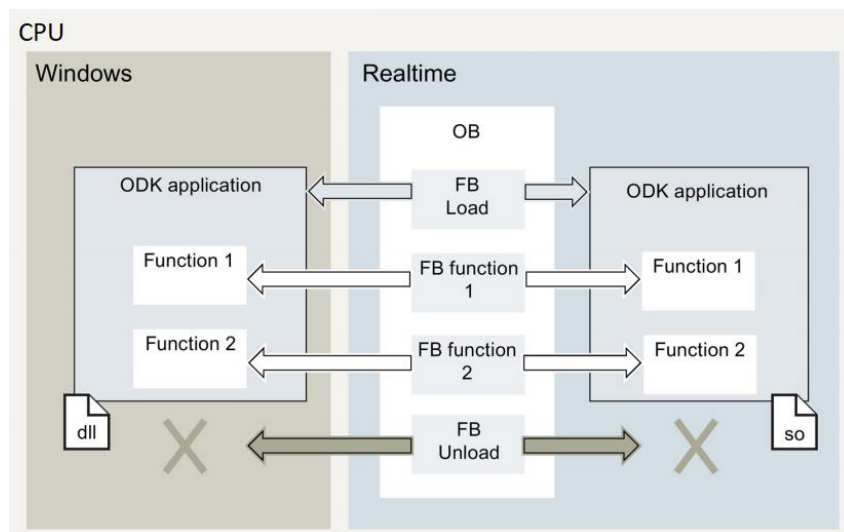 CPU
Windows
Realtime
OB
ODK application
FB
Load
ODK application
Function 1
FB function
1
Function 1
Function 2
FB function
2
Function 2
dll
FB
Unload
so